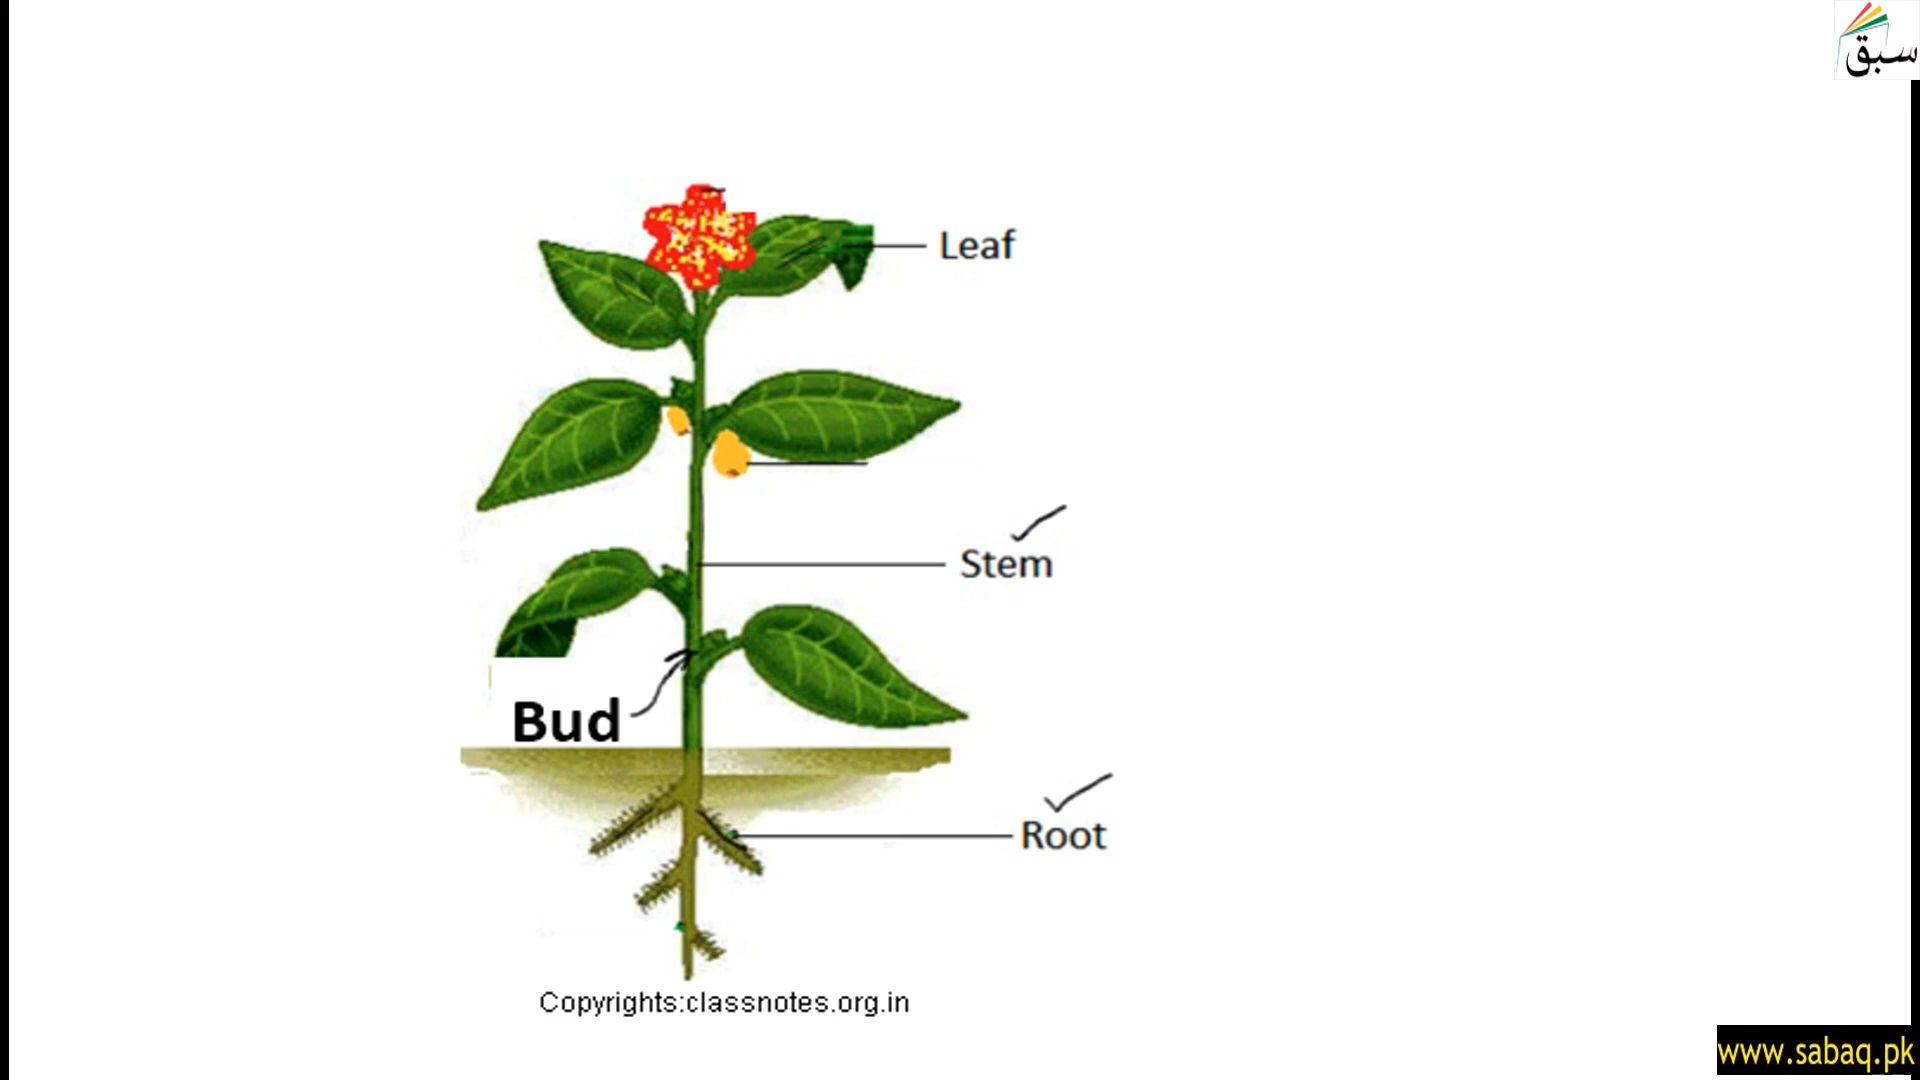 سبق
Leaf
Stem
Bud
Root
Copyrights:classnotes.org.in
www.sabaq.pk